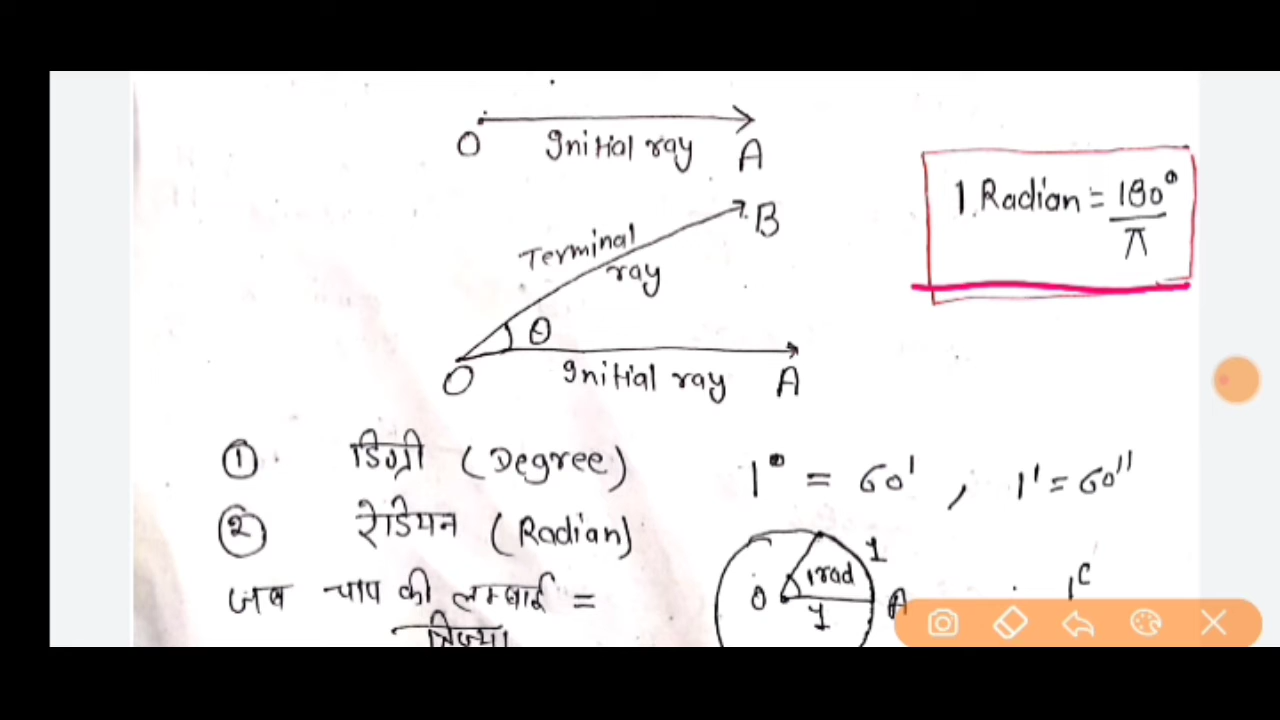 O Initial ray A
1 Radian = 180°/π
Terminal ray B
θ
O Initial ray A
① डिग्री (Degree) 1° = 60' , 1' = 60"
② रेडियन (Radian)
1
1 rad
O 1 A
1ᶜ
जब चाप की लम्बाई =
त्रिज्या